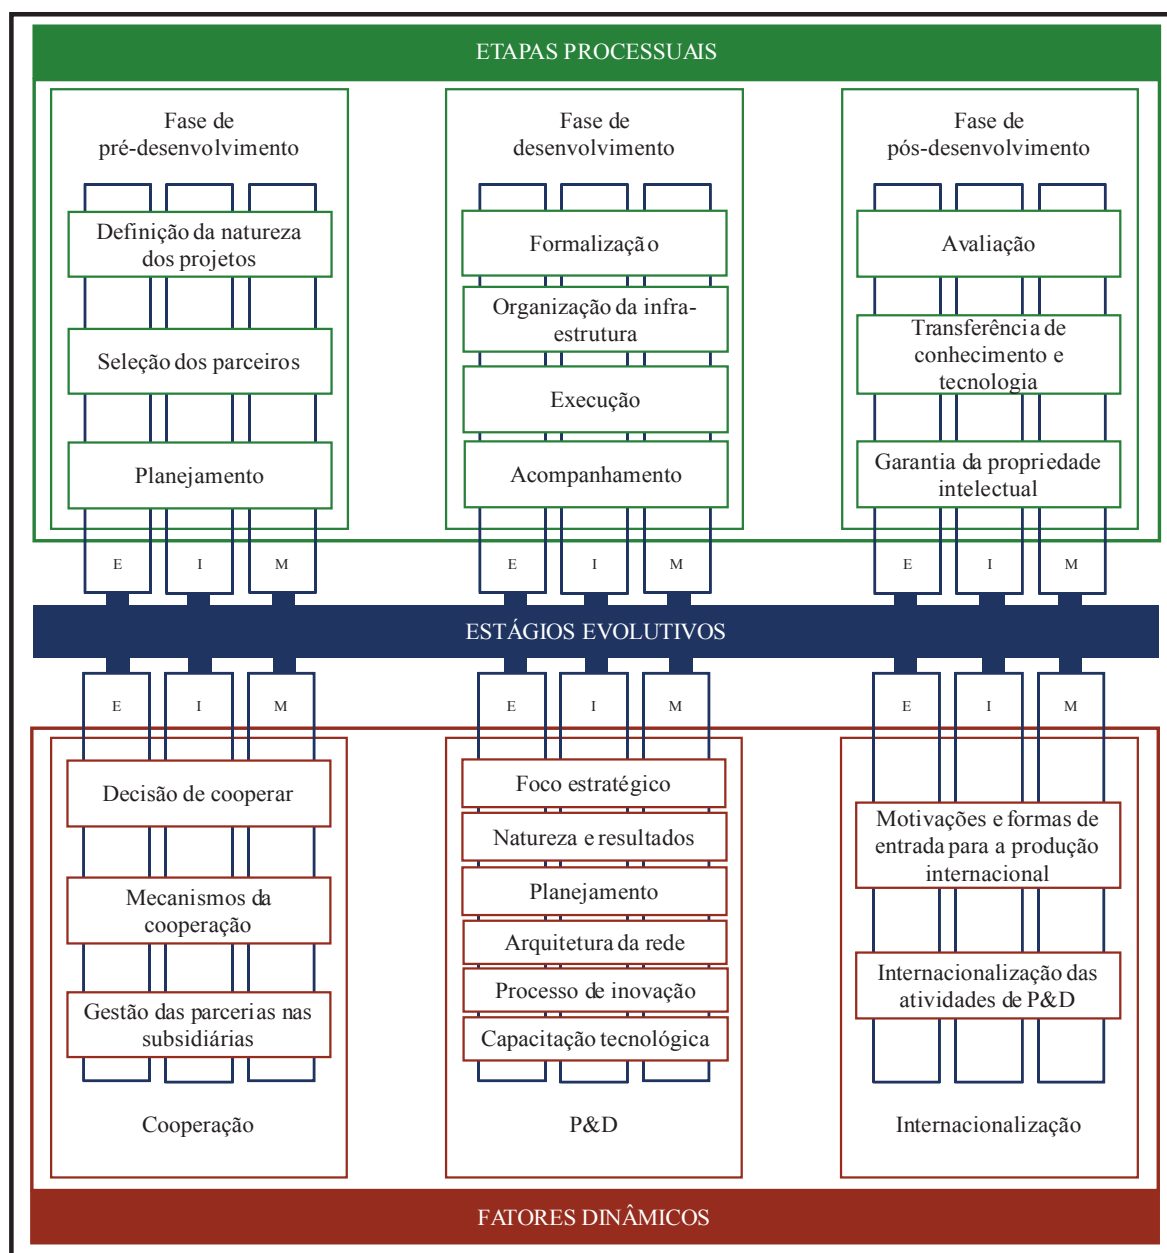 ETAPAS PROCESSUAIS
Fase de
pré-desenvolvimento
Definição da natureza
dos projetos
Seleção dos parceiros
Planejamento
Fase de
desenvolvimento
Formalização
Organização da infra-
estrutura
Execução
Acompanhamento
Fase de
pós-desenvolvimento
Avaliação
Transferência de
conhecimento e
tecnologia
Garantia da propriedade
intelectual
E I M
E I M
E I M
ESTÁGIOS EVOLUTIVOS
E I M
E I M
E I M
Decisão de cooperar
Mecanismos da
cooperação
Gestão das parcerias nas
subsidiárias
Cooperação
Foco estratégico
Natureza e resultados
Planejamento
Arquitetura da rede
Processo de inovação
Capacitação tecnológica
P&D
Motivações e formas de
entrada para a produção
internacional
Internacionalização das
atividades de P&D
Internacionalização
FATORES DINÂMICOS